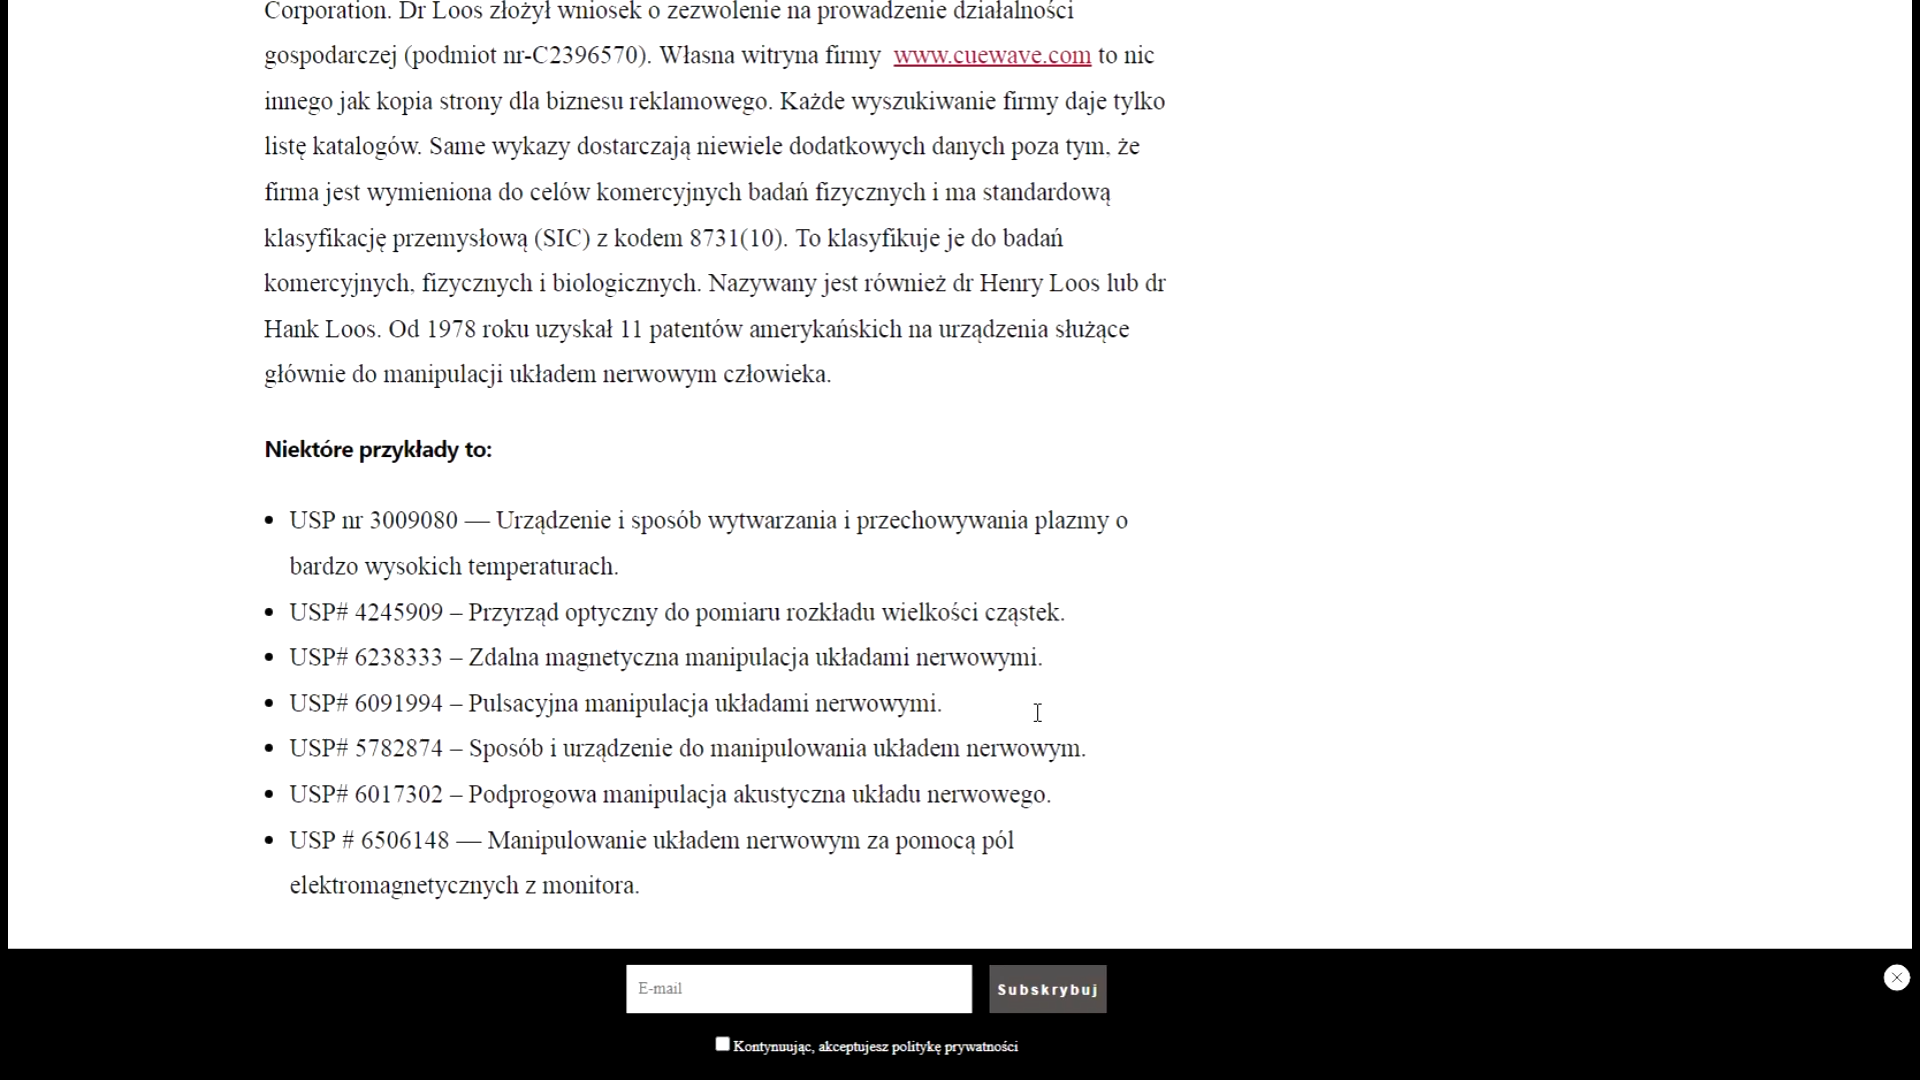 Corporation. Dr Loos złożył wniosek o zezwolenie na prowadzenie działalności
gospodarczej (podmiot nr-C2396570). Własna witryna firmy www.cuewave.com to nic
innego jak kopia strony dla biznesu reklamowego. Każde wyszukiwanie firmy daje tylko
listę katalogów. Same wykazy dostarczają niewiele dodatkowych danych poza tym, że
firma jest wymieniona do celów komercyjnych badań fizycznych i ma standardową
klasyfikację przemysłową (SIC) z kodem 8731(10). To klasyfikuje je do badań
komercyjnych, fizycznych i biologicznych. Nazywany jest również dr Henry Loos lub dr
Hank Loos. Od 1978 roku uzyskał 11 patentów amerykańskich na urządzenia służące
głównie do manipulacji układem nerwowym człowieka.
Niektóre przykłady to:
• USP nr 3009080 — Urządzenie i sposób wytwarzania i przechowywania plazmy o
bardzo wysokich temperaturach.
• USP# 4245909 – Przyrząd optyczny do pomiaru rozkładu wielkości cząstek.
• USP# 6238333 – Zdalna magnetyczna manipulacja układami nerwowymi.
• USP# 6091994 – Pulsacyjna manipulacja układami nerwowymi.
• USP# 5782874 – Sposób i urządzenie do manipulowania układem nerwowym.
• USP# 6017302 – Podprogowa manipulacja akustyczna układu nerwowego.
• USP # 6506148 — Manipulowanie układem nerwowym za pomocą pól
elektromagnetycznych z monitora.
E-mail
Subskrybuj
Kontynuując, akceptujesz politykę prywatności